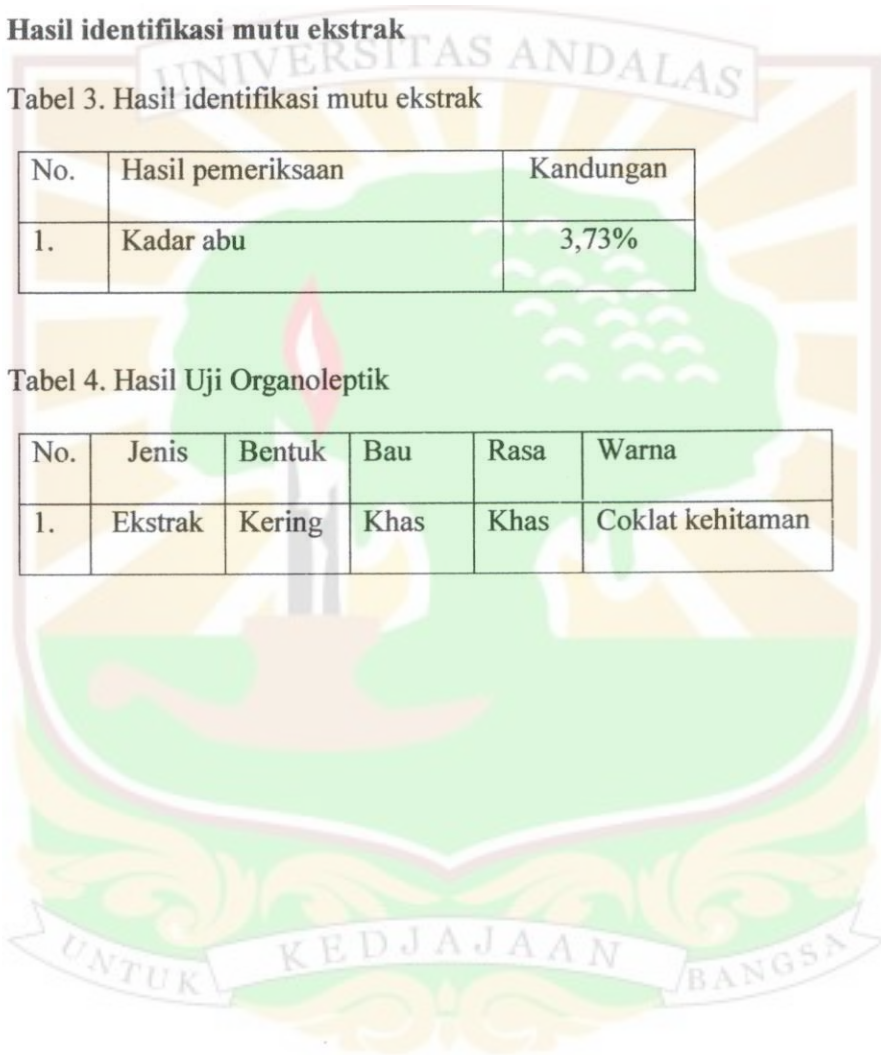 Hasil identifikasi mutu ekstrak
UNIVERSITAS ANDALAS
Tabel 3. Hasil identifikasi mutu ekstrak
No. Hasil pemeriksaan Kandungan
1. Kadar abu 3,73%
Tabel 4. Hasil Uji Organoleptik
No. Jenis Bentuk Bau Rasa Warna
1. Ekstrak Kering Khas Khas Coklat kehitaman
UNTUK KEDJAJAAN BANGSA